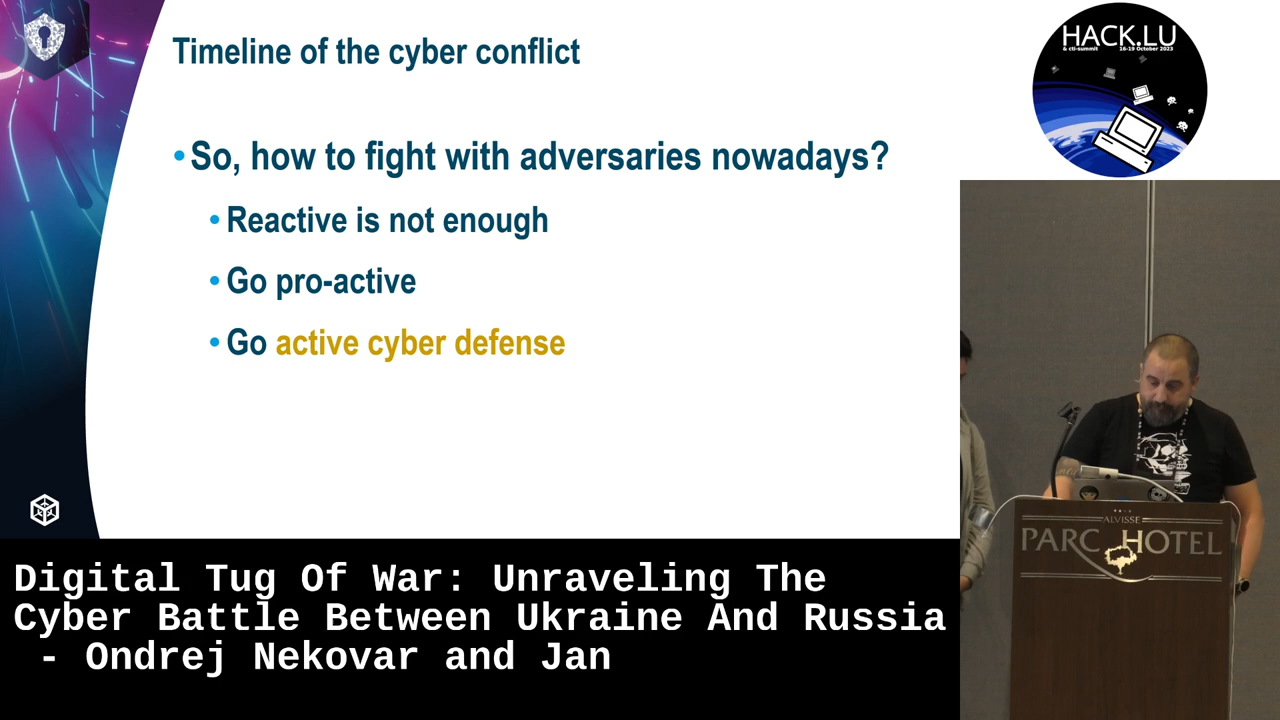 Timeline of the cyber conflict
•So, how to fight with adversaries nowadays?
•Reactive is not enough
•Go pro-active
•Go active cyber defense
HACK.LU
& cti-summit 16-19 October 2023
ALVISSE
PARC HOTEL
Digital Tug Of War: Unraveling The
Cyber Battle Between Ukraine And Russia
- Ondrej Nekovar and Jan